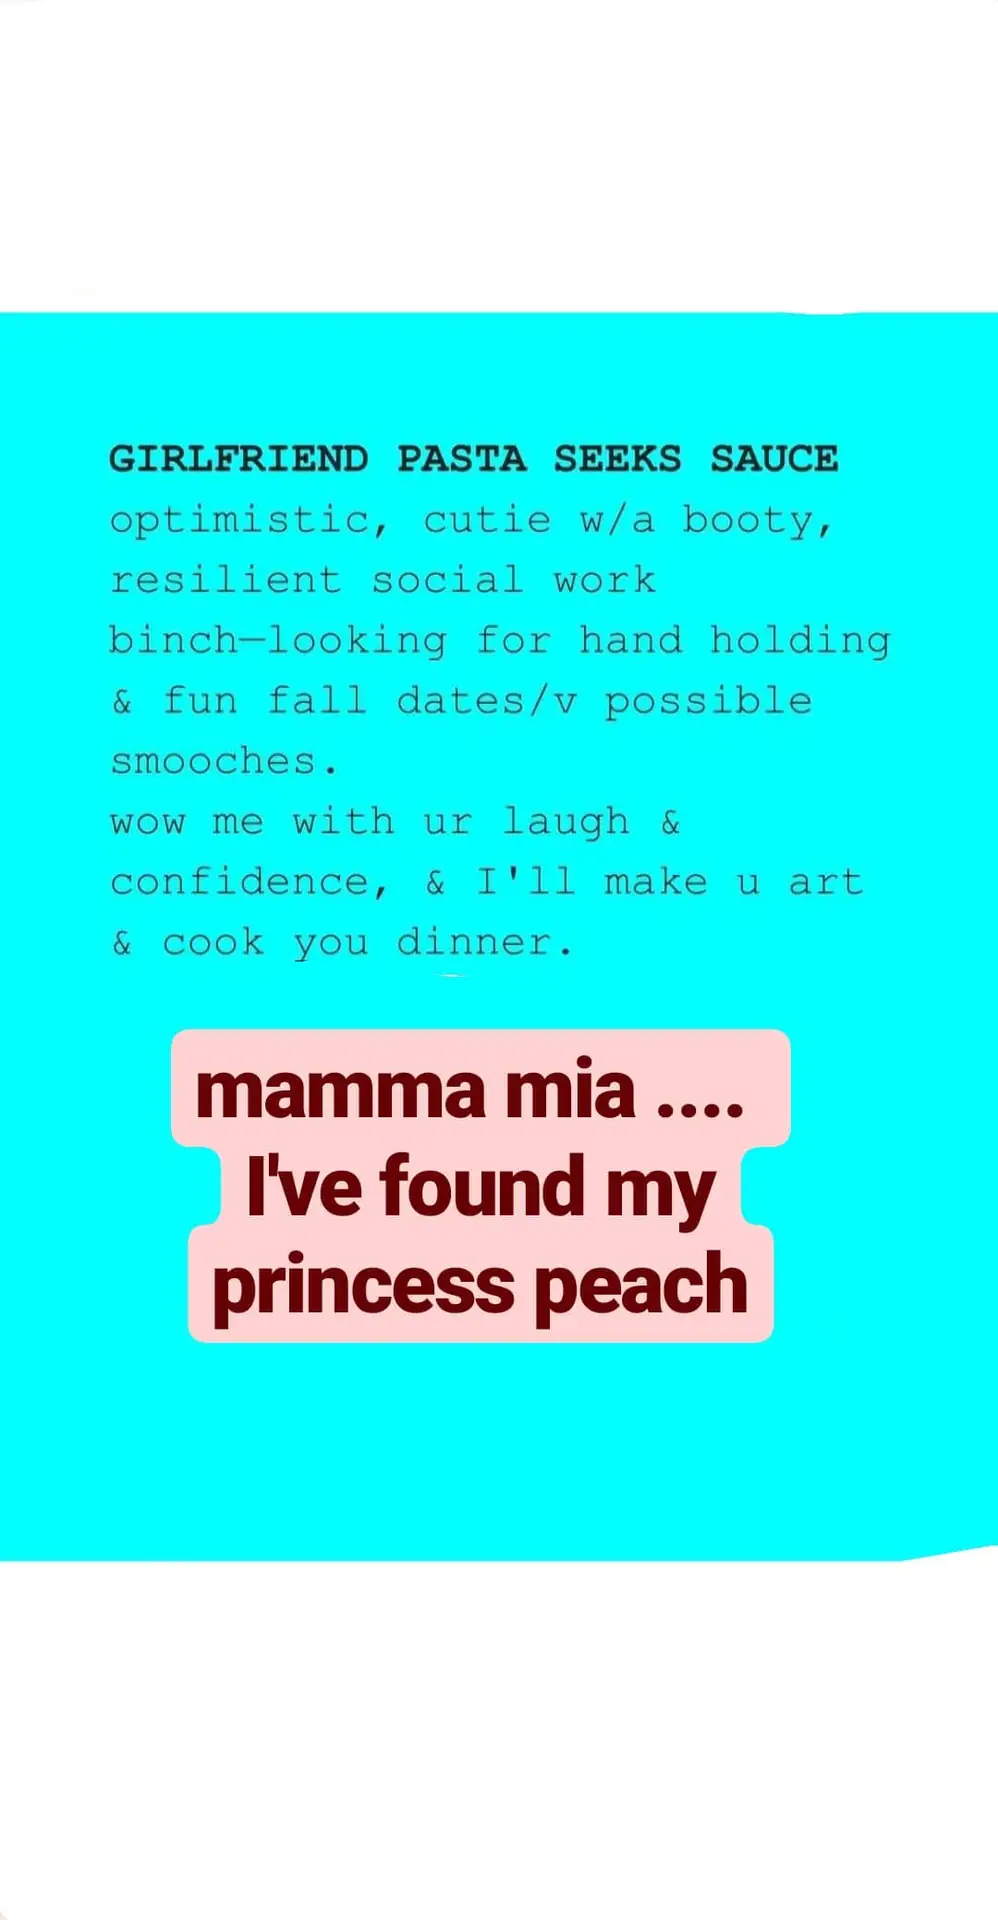 GIRLFRIEND PASTA SEEKS SAUCE
optimistic, cutie w/a booty,
resilient social work
binch—looking for hand holding
& fun fall dates/v possible
smooches.
wow me with ur laugh &
confidence, & I'll make u art
& cook you dinner.
mamma mia ....
I've found my
princess peach